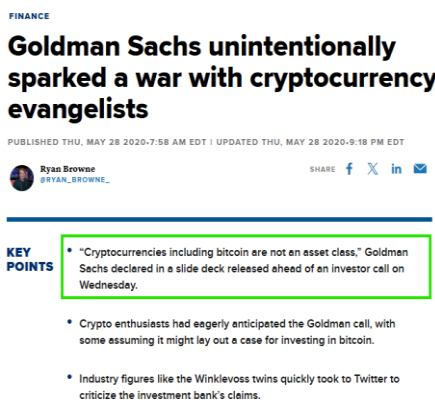 FINANCE
Goldman Sachs unintentionally
sparked a war with cryptocurrency
evangelists
PUBLISHED THU, MAY 28 2020•7:58 AM EDT | UPDATED THU, MAY 28 2020•9:18 PM EDT
Ryan Browne
@RYAN_BROWNE_
SHARE
KEY
POINTS
• “Cryptocurrencies including bitcoin are not an asset class,” Goldman
Sachs declared in a slide deck released ahead of an investor call on
Wednesday.
• Crypto enthusiasts had eagerly anticipated the Goldman call, with
some assuming it might lay out a case for investing in bitcoin.
• Industry figures like the Winklevoss twins quickly took to Twitter to
criticize the investment bank’s claims.